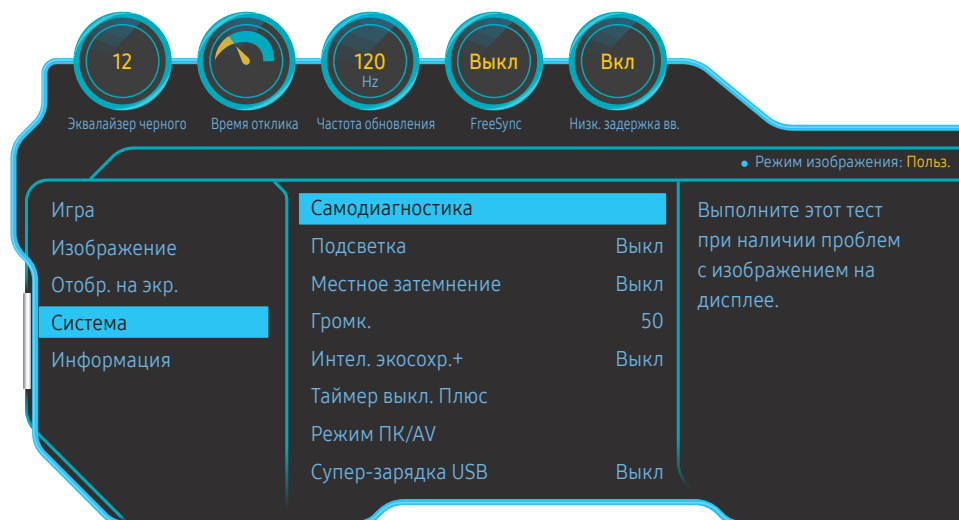 12
120
Hz
Выкл
Вкл
Эквалайзер черного
Время отклика
Частота обновления
FreeSync
Низк. задержка вв.
Режим изображения: Польз.
Игра
Изображение
Отобр. на экр.
Система
Информация
Самодиагностика
Подсветка Выкл
Местное затемнение Выкл
Громк. 50
Интел. экосохр.+ Выкл
Таймер выкл. Плюс
Режим ПК/AV
Супер-зарядка USB Выкл
Выполните этот тест
при наличии проблем
с изображением на
дисплее.